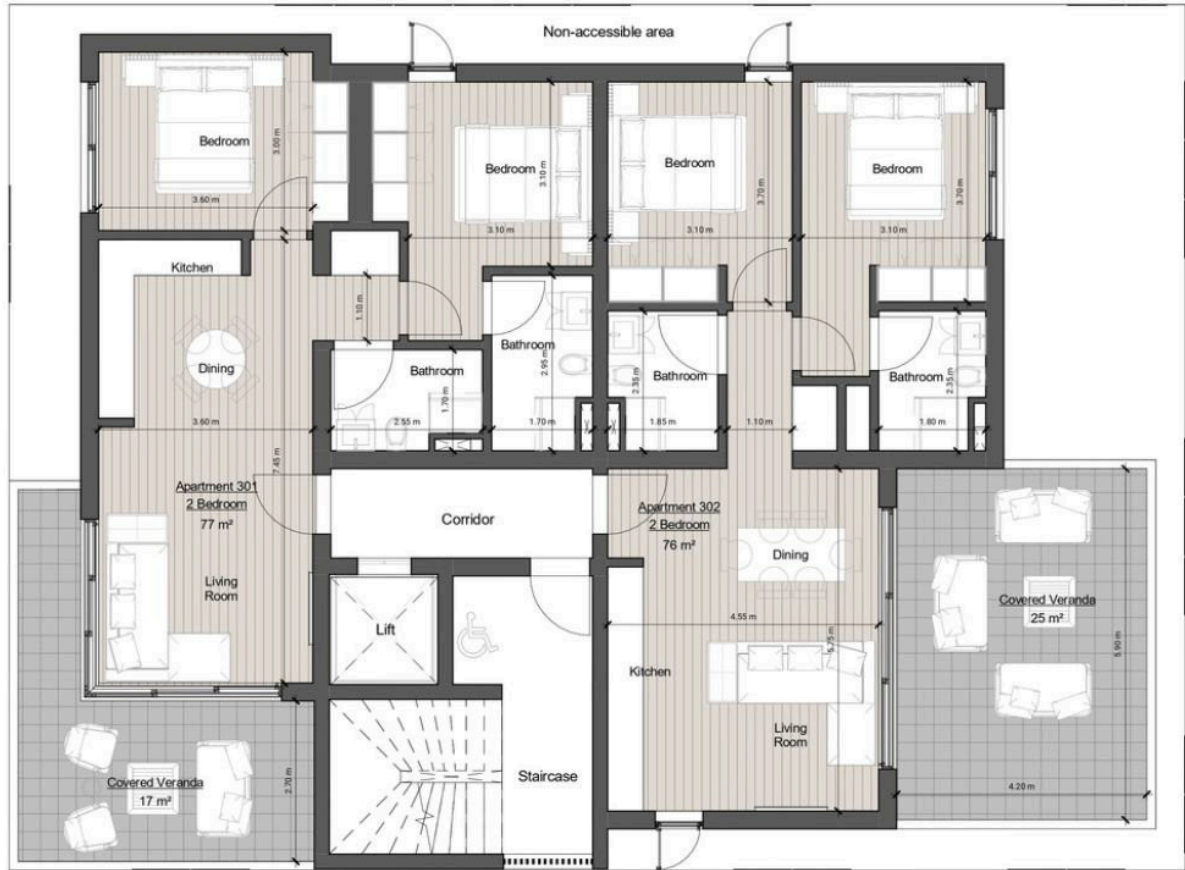 Non-accessible area
Bedroom
3.00 m
3.60 m
Bedroom
3.10 m
3.10 m
Bedroom
3.70 m
3.10 m
Bedroom
3.70 m
3.10 m
Kitchen
1.10 m
Dining
Bathroom
1.70 m
2.55 m
Bathroom
2.95 m
1.70 m
Bathroom
2.35 m
1.85 m
1.10 m
Bathroom
2.35 m
1.80 m
3.60 m
7.45 m
Apartment 301
2 Bedroom
77 m²
Corridor
Apartment 302
2 Bedroom
76 m²
Dining
Living
Room
Lift
4.55 m
5.75 m
Kitchen
Living
Room
Covered Veranda
25 m²
5.90 m
4.20 m
Staircase
Covered Veranda
17 m²
2.70 m